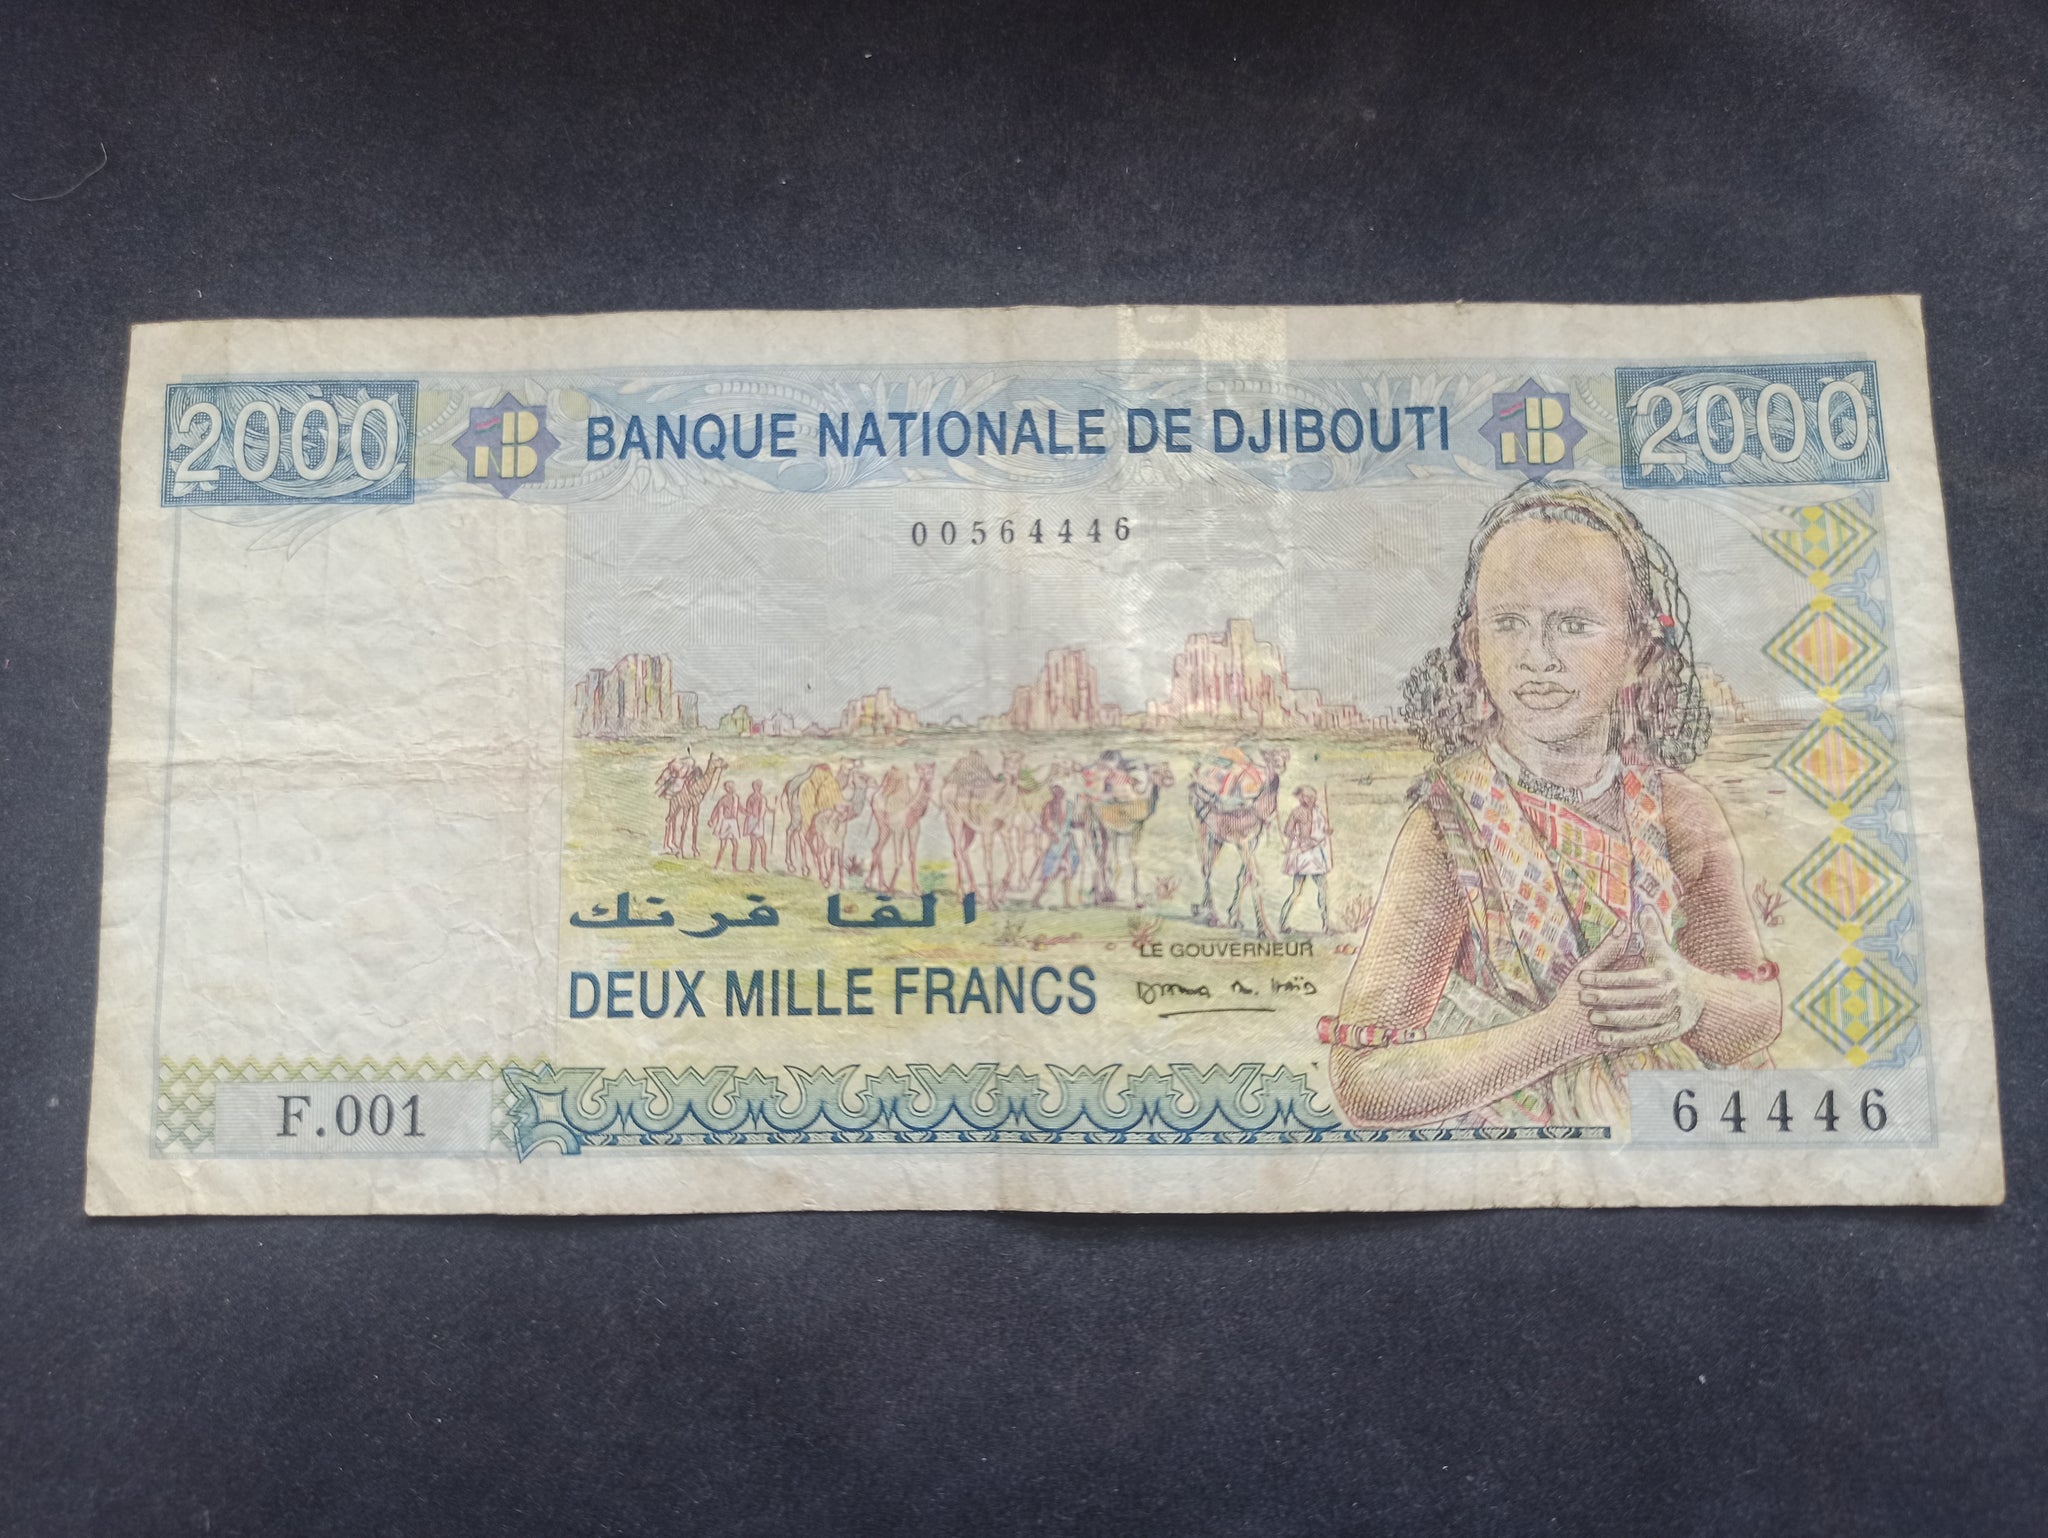 2000
BANQUE NATIONALE DE DJIBOUTI
2000
00564446
الفا فرنك
LE GOUVERNEUR
DEUX MILLE FRANCS
F.001
64446